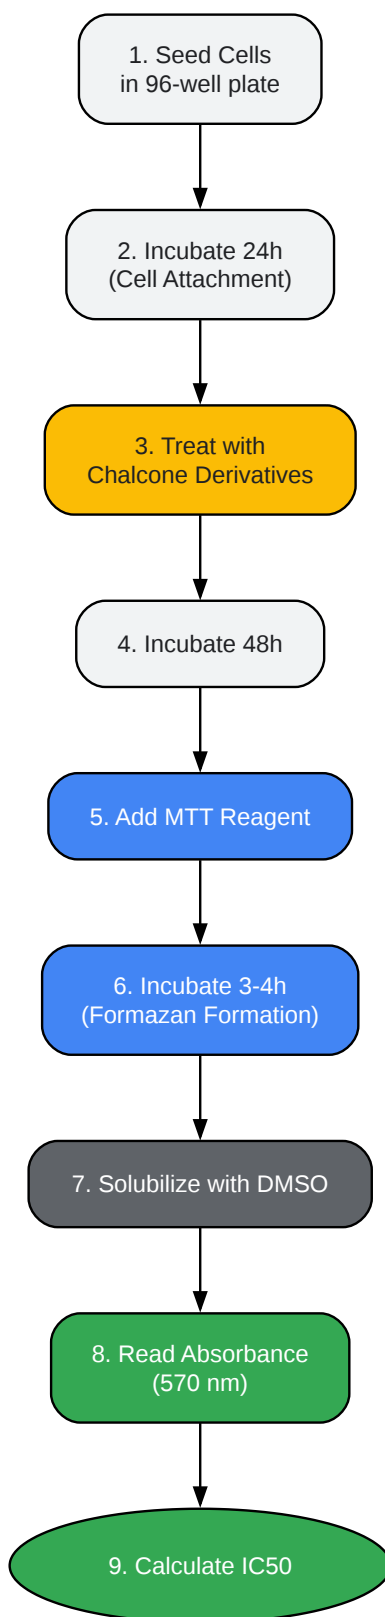 1. Seed Cells
in 96-well plate
2. Incubate 24h
(Cell Attachment)
3. Treat with
Chalcone Derivatives
4. Incubate 48h
5. Add MTT Reagent
6. Incubate 3-4h
(Formazan Formation)
7. Solubilize with DMSO
8. Read Absorbance
(570 nm)
9. Calculate IC50